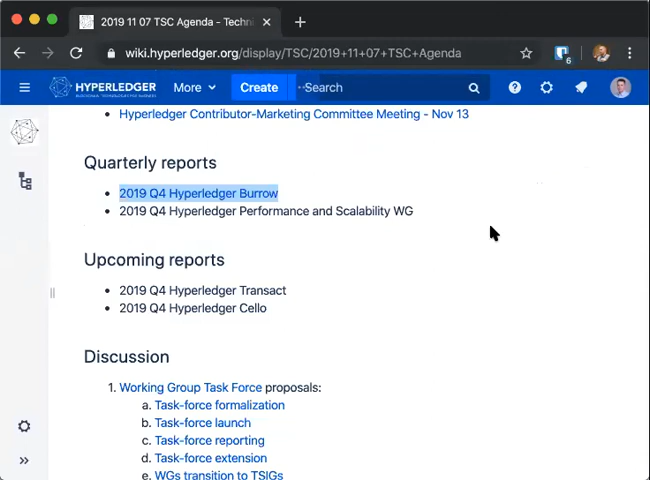 2019 11 07 TSC Agenda - Techni
wiki.hyperledger.org/display/TSC/2019+11+07+TSC+Agenda
6
HYPERLEDGER
More
Create
Search
Hyperledger Contributor-Marketing Committee Meeting - Nov 13
Quarterly reports
2019 Q4 Hyperledger Burrow
2019 Q4 Hyperledger Performance and Scalability WG
Upcoming reports
2019 Q4 Hyperledger Transact
2019 Q4 Hyperledger Cello
Discussion
1. Working Group Task Force proposals:
a. Task-force formalization
b. Task-force launch
c. Task-force reporting
d. Task-force extension
e. WGs transition to TSIGs